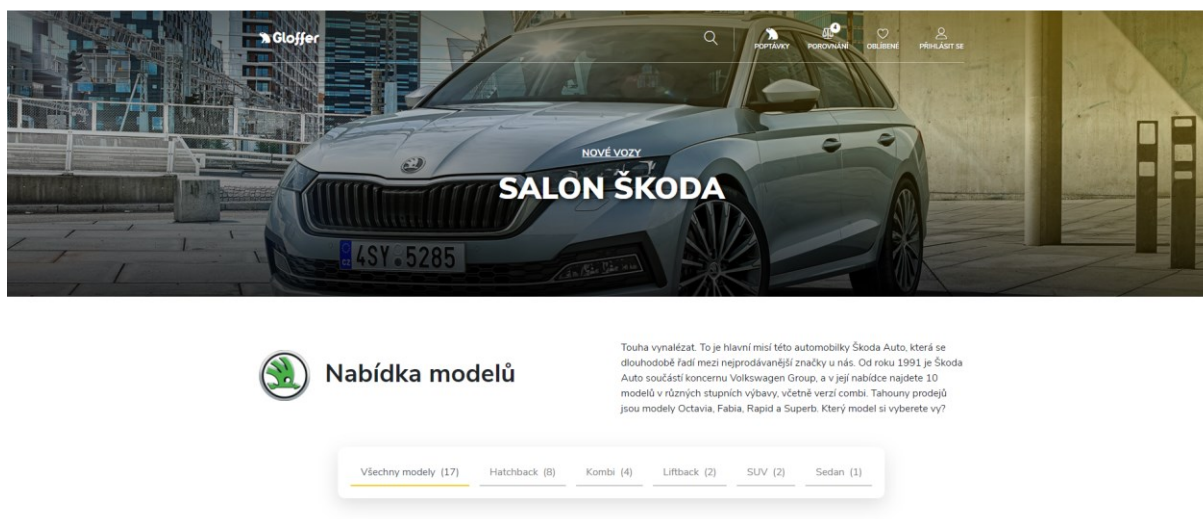 Gloffer
4
POPTÁVKY POROVNÁNÍ OBLÍBENÉ PŘIHLÁSIT SE
NOVÉ VOZY
SALON ŠKODA
4SY 5285
CZ
Nabídka modelů
Touha vynalézat. To je hlavní misí této automobilky Škoda Auto, která se
dlouhodobě řadí mezi nejprodávanější značky u nás. Od roku 1991 je Škoda
Auto součástí koncernu Volkswagen Group, a v její nabídce najdete 10
modelů v různých stupních výbavy, včetně verzí combi. Tahouny prodejů
jsou modely Octavia, Fabia, Rapid a Superb. Který model si vyberete vy?
Všechny modely (17) Hatchback (8) Kombi (4) Liftback (2) SUV (2) Sedan (1)